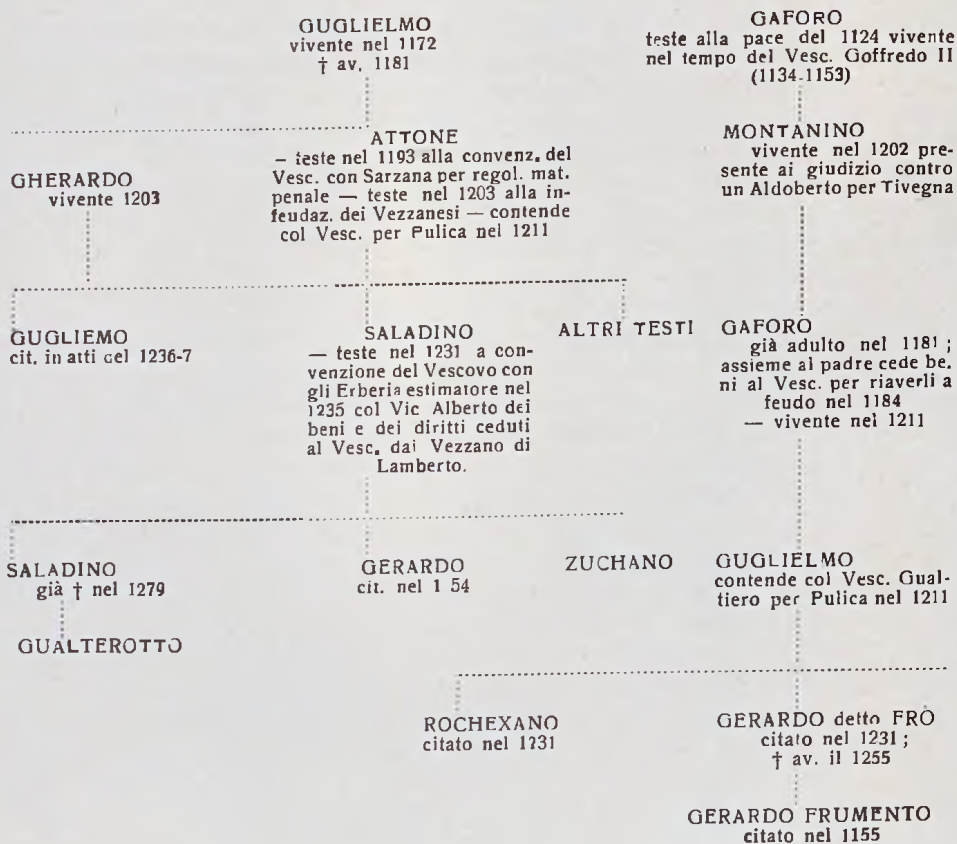 GUGLIELMO
vivente nel 1172
† av. 1181
GAFORO
teste alla pace del 1124 vivente
nel tempo del Vesc. Goffredo II
(1134-1153)
GHERARDO
vivente 1203
ATTONE
— teste nel 1193 alla convenz. del
Vesc. con Sarzana per regol. mat.
penale — teste nel 1203 alla in-
feudaz. dei Vezzanesi — contende
col Vesc. per Pulica nel 1211
MONTANINO
vivente nel 1202 pre-
sente ai giudizio contro
un Aldoberto per Tivegna
GUGLIEMO
cit. in atti del 1236-7
SALADINO
— teste nel 1231 a con-
venzione del Vescovo con
gli Erberia estimatore nel
1235 col Vic Alberto dei
beni e dei diritti ceduti
al Vesc. dai Vezzano di
Lamberto.
ALTRI TESTI
GAFORO
già adulto nel 1181 ;
assieme al padre cede be.
ni al Vesc. per riaverli a
feudo nel 1184
— vivente nel 1211
SALADINO
già † nel 1279
GUALTEROTTO
GERARDO
cit. nel 1 54
ZUCHANO
GUGLIELMO
contende col Vesc. Gual-
tiero per Pulica nel 1211
ROCHEXANO
citato nel 1231
GERARDO detto FRÒ
citato nel 1231 ;
† av. il 1255
GERARDO FRUMENTO
citato nel 1155